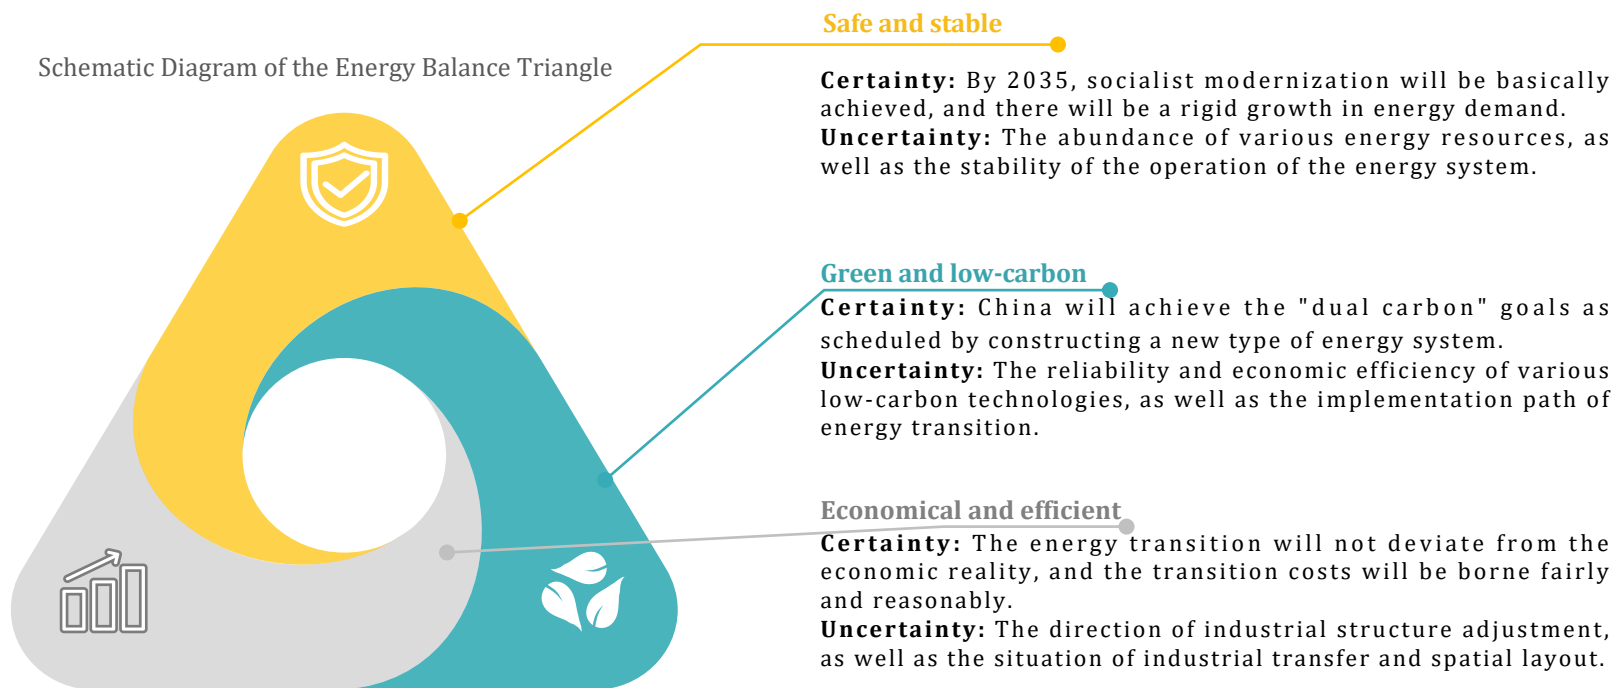 Schematic Diagram of the Energy Balance Triangle
Safe and stable
Certainty: By 2035, socialist modernization will be basically
achieved, and there will be a rigid growth in energy demand.
Uncertainty: The abundance of various energy resources, as
well as the stability of the operation of the energy system.
Green and low-carbon
Certainty: China will achieve the "dual carbon" goals as
scheduled by constructing a new type of energy system.
Uncertainty: The reliability and economic efficiency of various
low-carbon technologies, as well as the implementation path of
energy transition.
Economical and efficient
Certainty: The energy transition will not deviate from the
economic reality, and the transition costs will be borne fairly
and reasonably.
Uncertainty: The direction of industrial structure adjustment,
as well as the situation of industrial transfer and spatial layout.